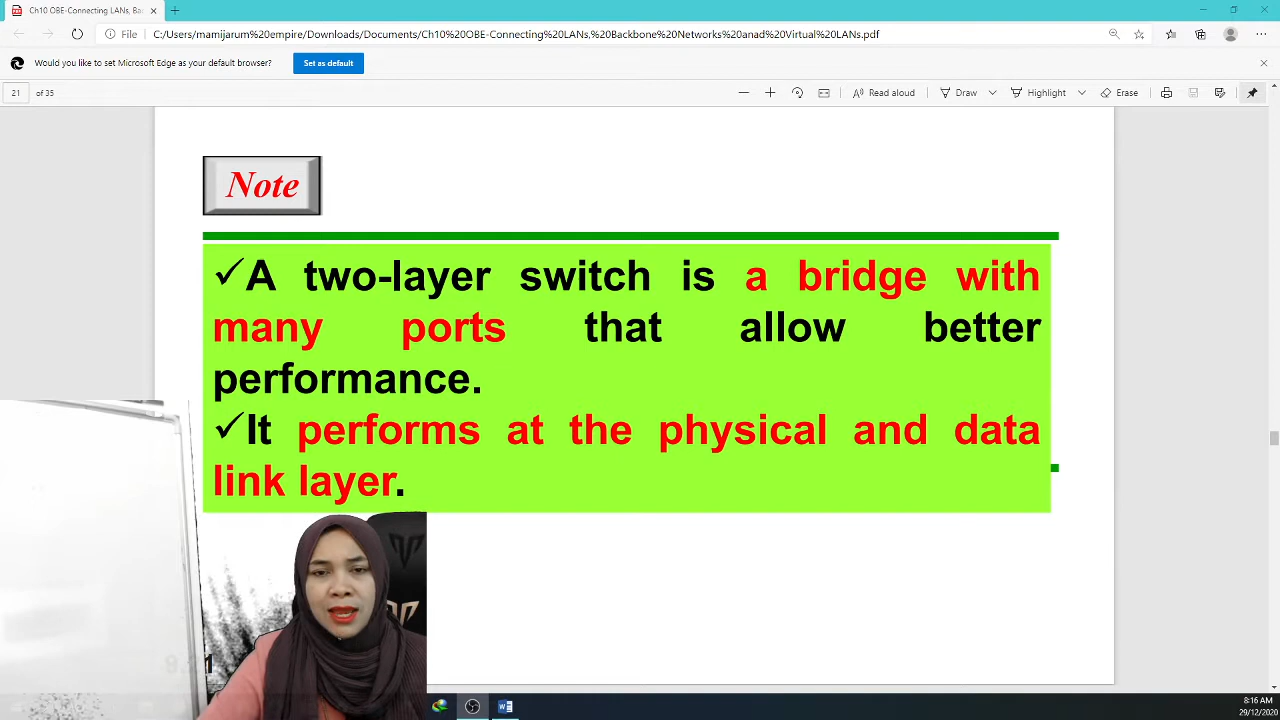 Ch10 OBE-Connecting LANs, Ba
File C:/Users/mamijarum%20empire/Downloads/Documents/Ch10%20OBE-Connecting%20LANs,%20Backbone%20Networks%20anad%20Virtual%20LANs.pdf
Would you like to set Microsoft Edge as your default browser? Set as default
21 of 35 Read aloud Draw Highlight Erase
Note
✓A two-layer switch is a bridge with
many ports that allow better
performance.
✓It performs at the physical and data
link layer.
8:16 AM
29/12/2020